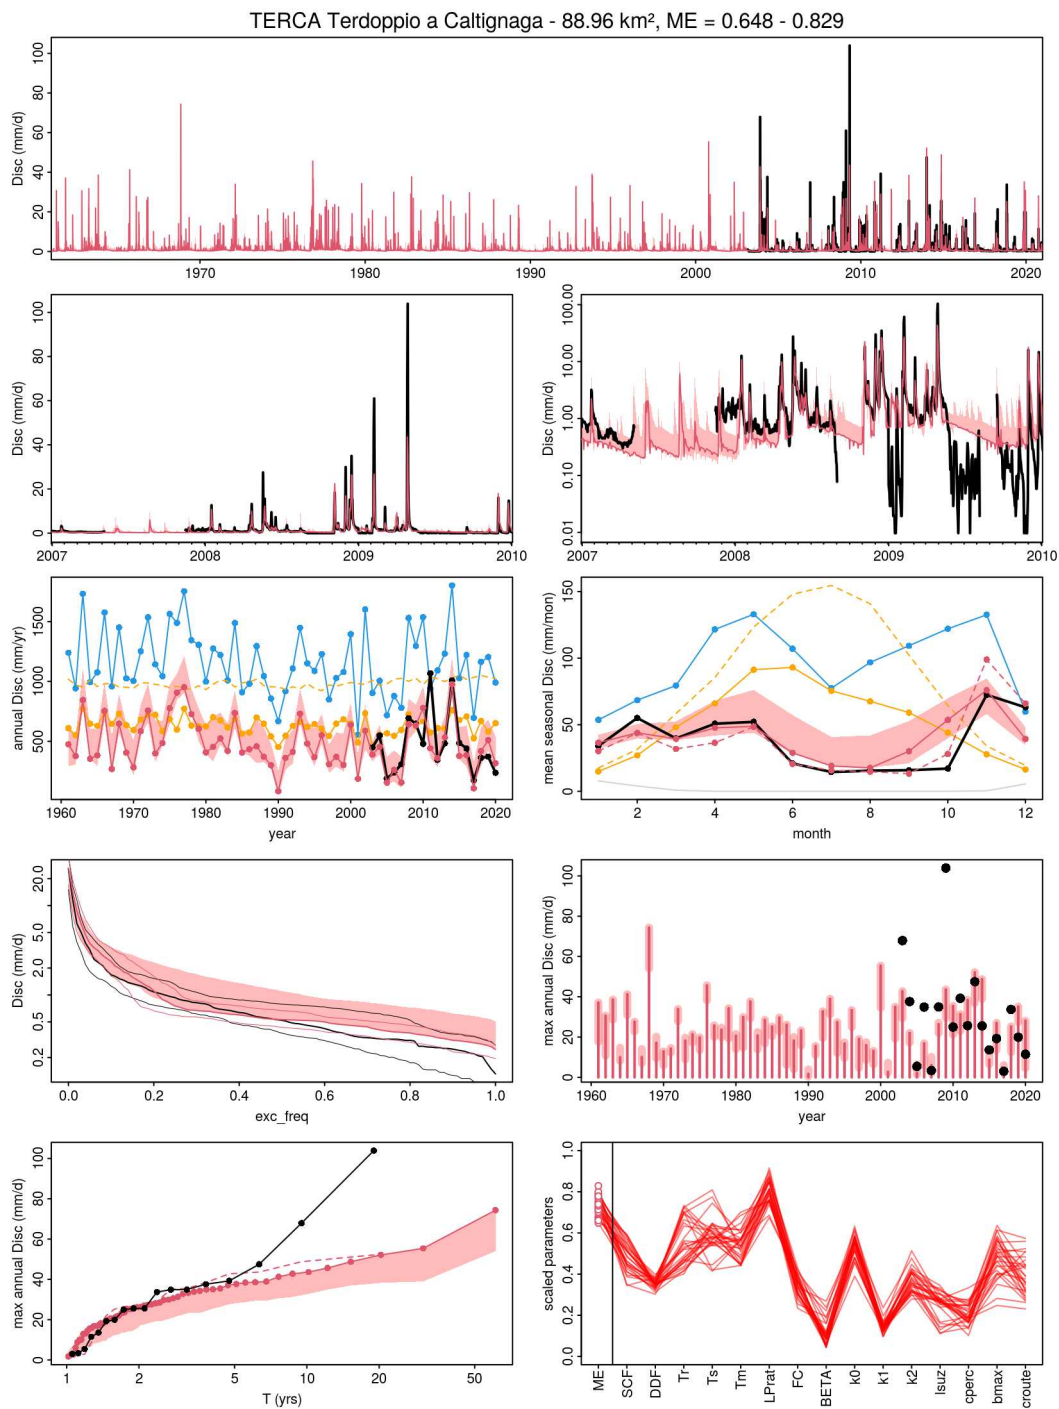 TERCA Terdoppio a Caltignaga - 88.96 km², ME = 0.648 - 0.829
Disc (mm/d)
0 20 40 60 80 100
1970 1980 1990 2000 2010 2020
Disc (mm/d)
0 20 40 60 80 100
2007 2008 2009 2010
Disc (mm/d)
0.01 0.10 1.00 10.00 100.00
2007 2008 2009 2010
annual Disc (mm/yr)
500 1000 1500
1960 1970 1980 1990 2000 2010 2020
year
mean seasonal Disc (mm/mon)
0 50 100 150
2 4 6 8 10 12
month
Disc (mm/d)
0.2 0.5 2.0 5.0 20.0
0.0 0.2 0.4 0.6 0.8 1.0
exc_freq
max annual Disc (mm/d)
0 20 40 60 80 100
1960 1970 1980 1990 2000 2010 2020
year
max annual Disc (mm/d)
0 20 40 60 80 100
1 2 5 10 20 50
T (yrs)
scaled parameters
0.0 0.2 0.4 0.6 0.8 1.0
ME SCF DDF Tr Ts Tm LPrat FC BETA k0 k1 k2 lsuz cperc bmax croute